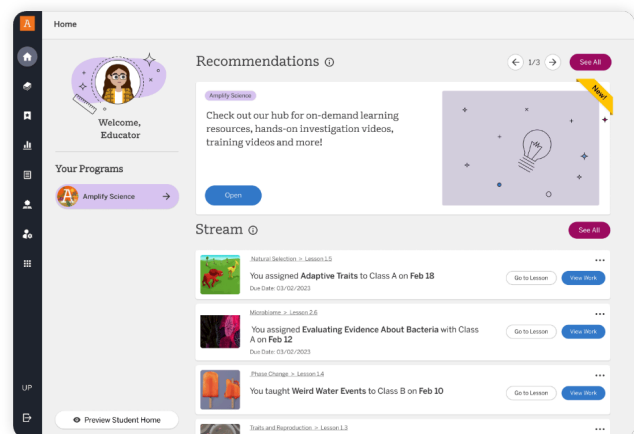 A
Home
Welcome,
Educator
Your Programs
A
Amplify Science
UP
Preview Student Home
Recommendations
1/3
See All
Amplify Science
Check out our hub for on-demand learning
resources, hands-on investigation videos,
training videos and more!
Open
New!
Stream
See All
Natural Selection > Lesson 1.5
You assigned Adaptive Traits to Class A on Feb 18
Due Date: 03/02/2023
Go to Lesson
View Work
Microbiome > Lesson 2.6
You assigned Evaluating Evidence About Bacteria with Class
A on Feb 12
Due Date: 03/02/2023
Go to Lesson
View Work
Phase Change > Lesson 1.4
You taught Weird Water Events to Class B on Feb 10
Go to Lesson
View Work
Traits and Reproduction > Lesson 1.3